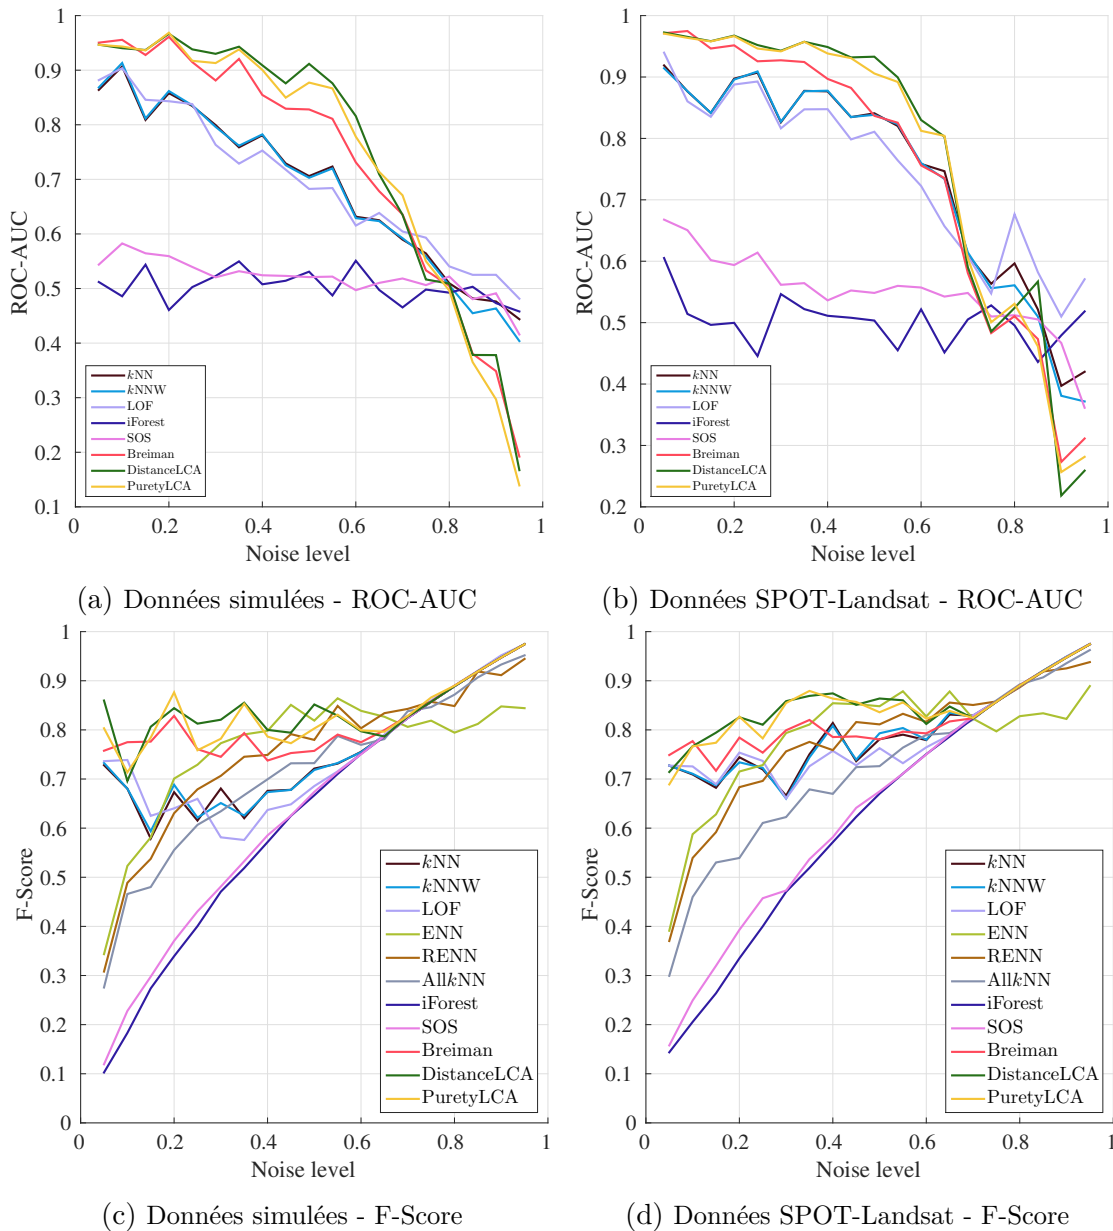 1
0.9
0.8
0.7
0.6
0.5
0.4
0.3
0.2
0.1
ROC-AUC
kNN
kNNW
LOF
iForest
SOS
Breiman
DistanceLCA
PuretyLCA
0 0.2 0.4 0.6 0.8 1
Noise level
(a) Données simulées - ROC-AUC
1
0.9
0.8
0.7
0.6
0.5
0.4
0.3
0.2
ROC-AUC
kNN
kNNW
LOF
iForest
SOS
Breiman
DistanceLCA
PuretyLCA
0 0.2 0.4 0.6 0.8 1
Noise level
(b) Données SPOT-Landsat - ROC-AUC
1
0.9
0.8
0.7
0.6
0.5
0.4
0.3
0.2
0.1
0
F-Score
kNN
kNNW
LOF
ENN
RENN
AllkNN
iForest
SOS
Breiman
DistanceLCA
PuretyLCA
0 0.2 0.4 0.6 0.8 1
Noise level
(c) Données simulées - F-Score
1
0.9
0.8
0.7
0.6
0.5
0.4
0.3
0.2
0.1
0
F-Score
kNN
kNNW
LOF
ENN
RENN
AllkNN
iForest
SOS
Breiman
DistanceLCA
PuretyLCA
0 0.2 0.4 0.6 0.8 1
Noise level
(d) Données SPOT-Landsat - F-Score